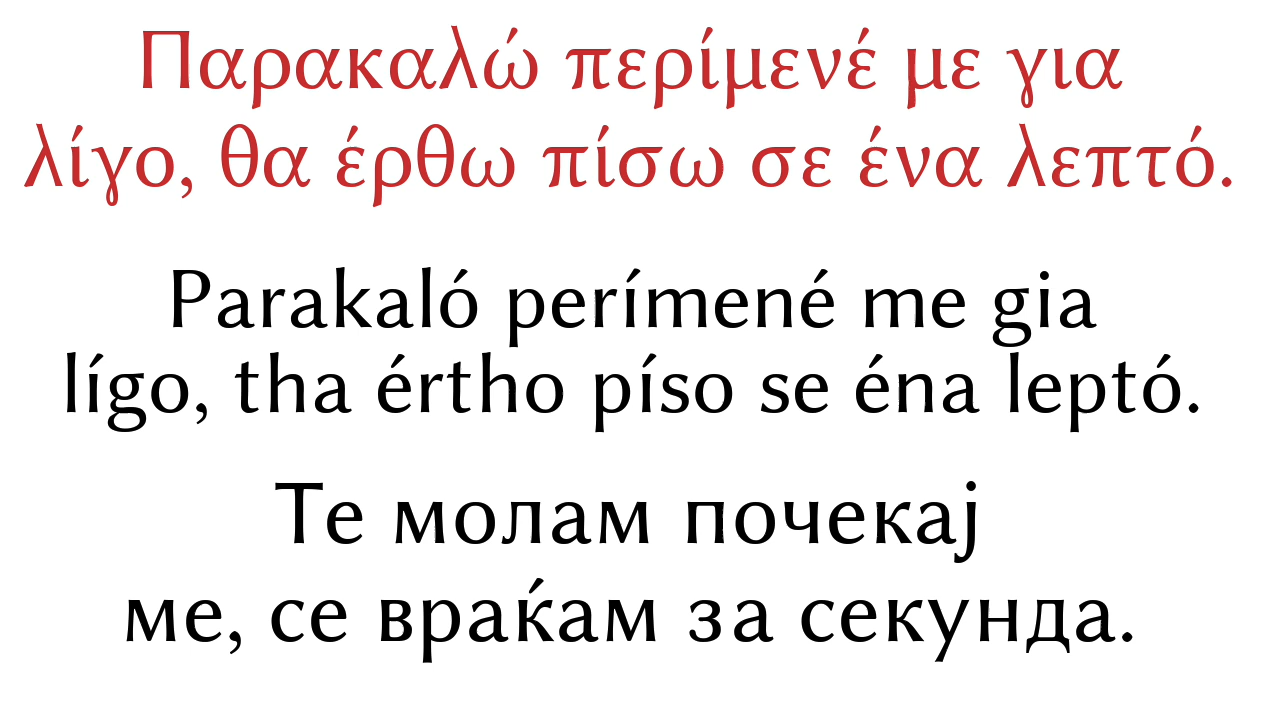 Παρακαλώ περίμενέ με για
λίγο, θα έρθω πίσω σε ένα λεπτό.
Parakaló perímené me gia
lígo, tha értho píso se éna leptó.
Те молам почекај
ме, се враќам за секунда.